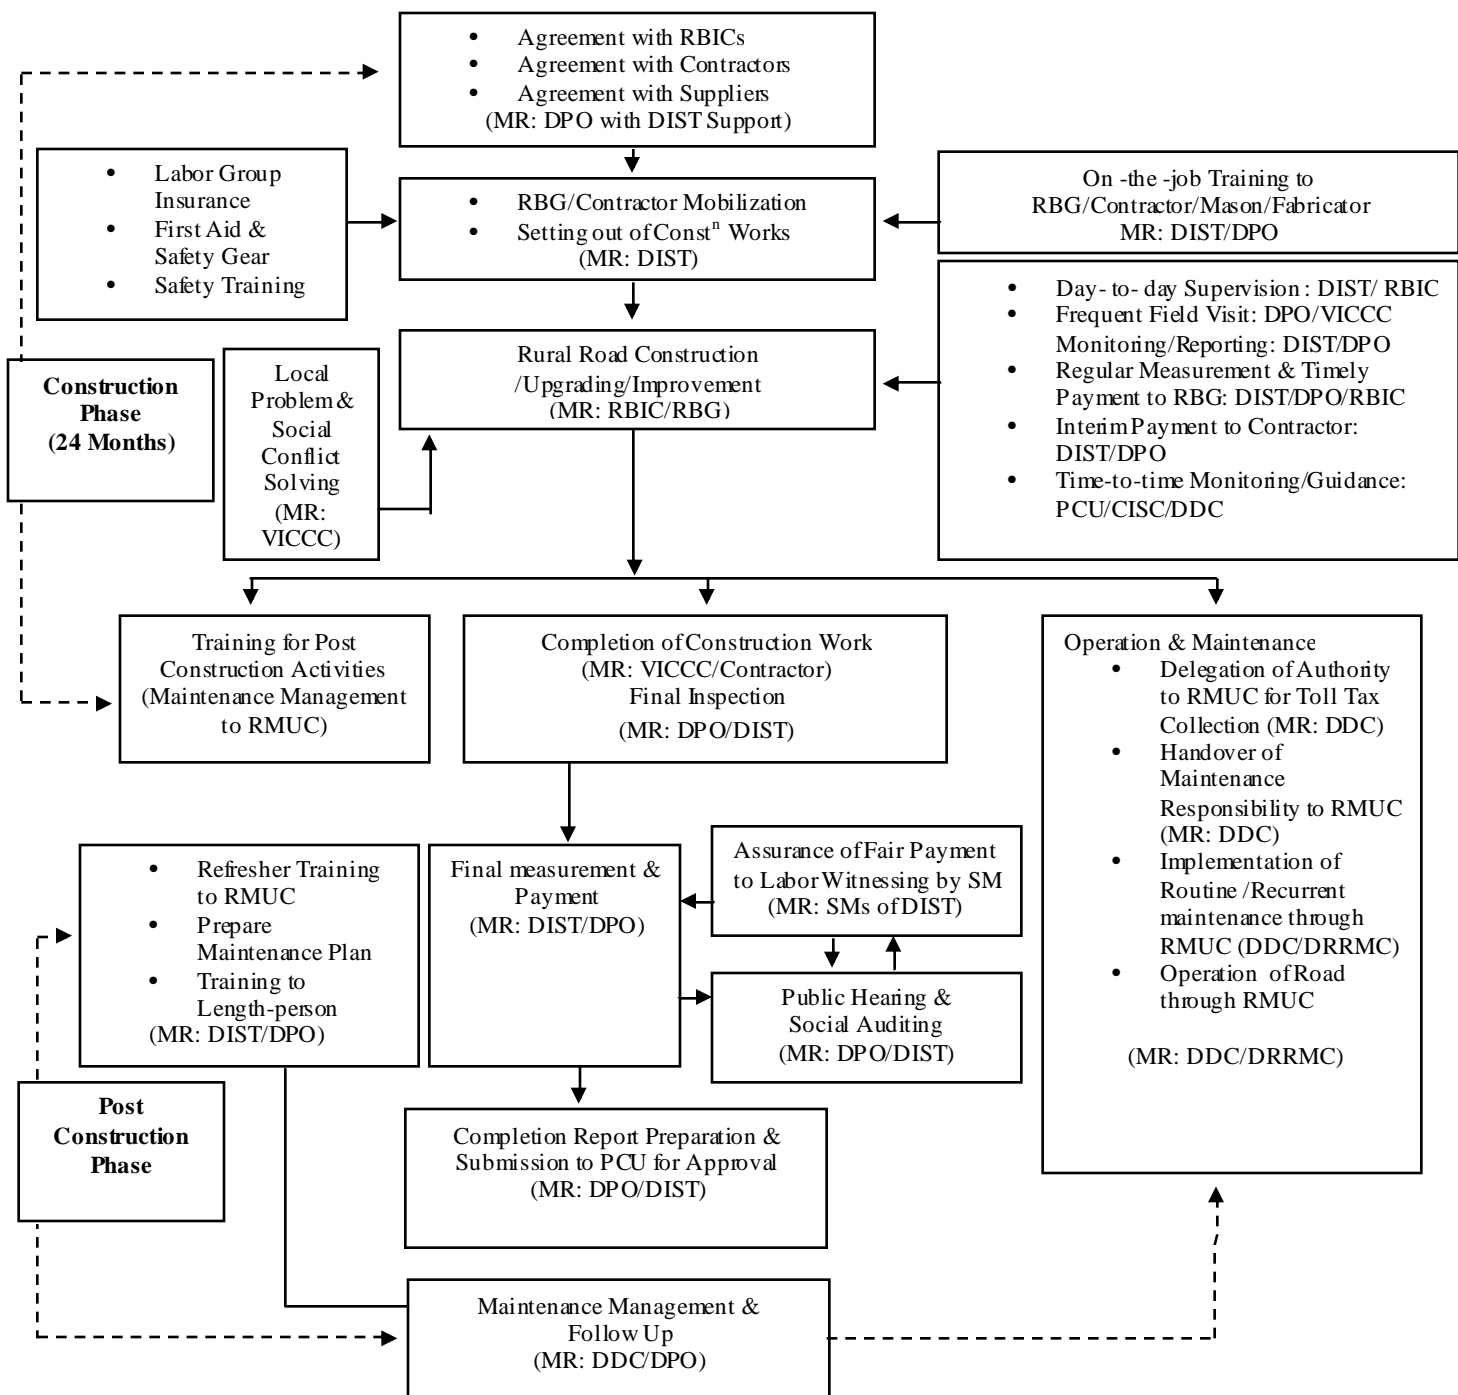 • Agreement with RBICs
• Agreement with Contractors
• Agreement with Suppliers
(MR: DPO with DIST Support)
• Labor Group
Insurance
• First Aid &
Safety Gear
• Safety Training
• RBG/Contractor Mobilization
• Setting out of Constⁿ Works
(MR: DIST)
On -the -job Training to
RBG/Contractor/Mason/Fabricator
MR: DIST/DPO
• Day- to- day Supervision : DIST/ RBIC
• Frequent Field Visit: DPO/VICCC
Monitoring/Reporting: DIST/DPO
• Regular Measurement & Timely
Payment to RBG: DIST/DPO/RBIC
• Interim Payment to Contractor:
DIST/DPO
• Time-to-time Monitoring/Guidance:
PCU/CISC/DDC
Construction
Phase
(24 Months)
Local
Problem &
Social
Conflict
Solving
(MR:
VICCC)
Rural Road Construction
/Upgrading/Improvement
(MR: RBIC/RBG)
Training for Post
Construction Activities
(Maintenance Management
to RMUC)
Completion of Construction Work
(MR: VICCC/Contractor)
Final Inspection
(MR: DPO/DIST)
Operation & Maintenance
• Delegation of Authority
to RMUC for Toll Tax
Collection (MR: DDC)
• Handover of
Maintenance
Responsibility to RMUC
(MR: DDC)
• Implementation of
Routine /Recurrent
maintenance through
RMUC (DDC/DRRMC)
• Operation of Road
through RMUC
(MR: DDC/DRRMC)
• Refresher Training
to RMUC
• Prepare
Maintenance Plan
• Training to
Length-person
(MR: DIST/DPO)
Final measurement &
Payment
(MR: DIST/DPO)
Assurance of Fair Payment
to Labor Witnessing by SM
(MR: SMs of DIST)
Public Hearing &
Social Auditing
(MR: DPO/DIST)
Post
Construction
Phase
Completion Report Preparation &
Submission to PCU for Approval
(MR: DPO/DIST)
Maintenance Management &
Follow Up
(MR: DDC/DPO)